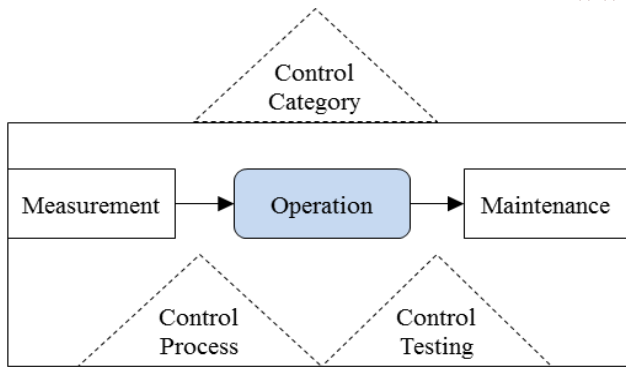 Control
Category
Measurement
Operation
Maintenance
Control
Process
Control
Testing